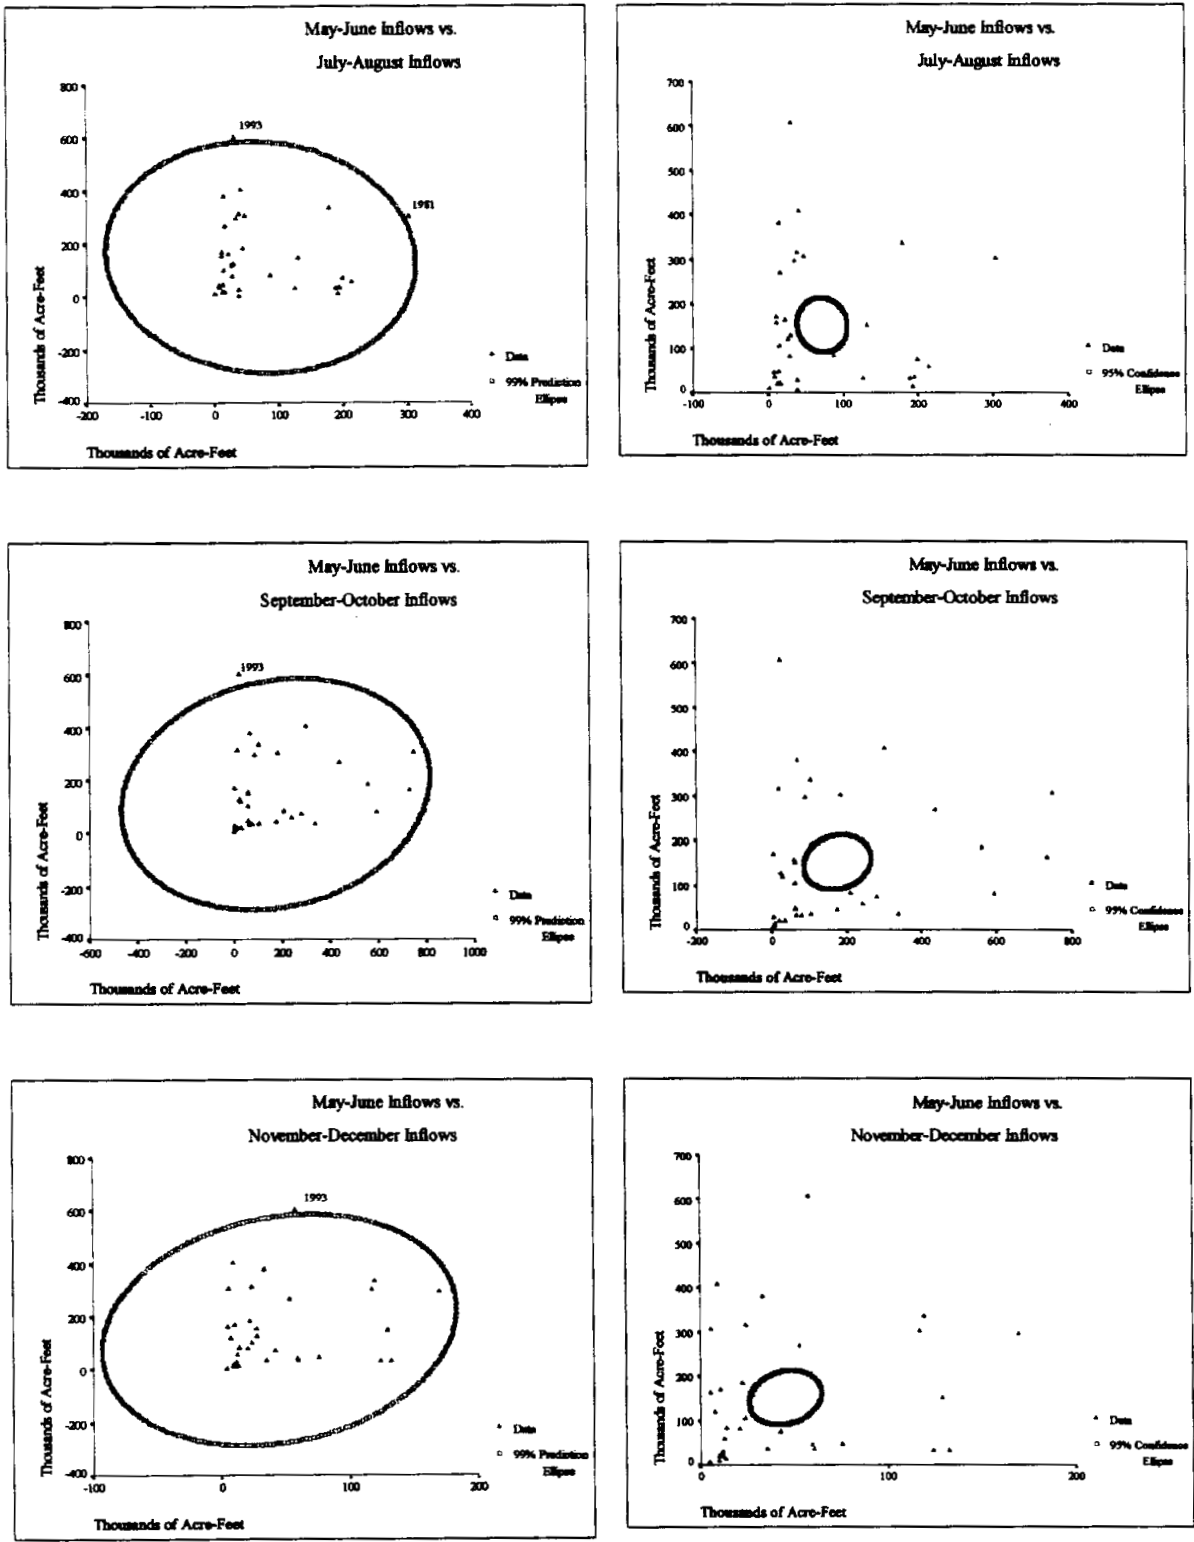 May-June Inflows vs.
July-August Inflows
800
600
400
200
0
-200
-400
-200
-100
0
100
200
300
400
1993
1981
Thousands of Acre-Feet
Thousands of Acre-Feet
Data
99% Prediction
Ellipse
May-June Inflows vs.
July-August Inflows
700
600
500
400
300
200
100
0
-100
0
100
200
300
400
Thousands of Acre-Feet
Thousands of Acre-Feet
Data
95% Confidence
Ellipse
May-June Inflows vs.
September-October Inflows
800
600
400
200
0
-200
-400
-600
-400
-200
0
200
400
600
800
1000
1993
Thousands of Acre-Feet
Thousands of Acre-Feet
Data
99% Prediction
Ellipse
May-June Inflows vs.
September-October Inflows
700
600
500
400
300
200
100
0
-200
0
200
400
600
800
Thousands of Acre-Feet
Thousands of Acre-Feet
Data
95% Confidence
Ellipse
May-June Inflows vs.
November-December Inflows
800
600
400
200
0
-200
-400
-100
0
100
200
1993
Thousands of Acre-Feet
Thousands of Acre-Feet
Data
99% Prediction
Ellipse
May-June Inflows vs.
November-December Inflows
700
600
500
400
300
200
100
0
0
100
200
Thousands of Acre-Feet
Thousands of Acre-Feet
Data
95% Confidence
Ellipse